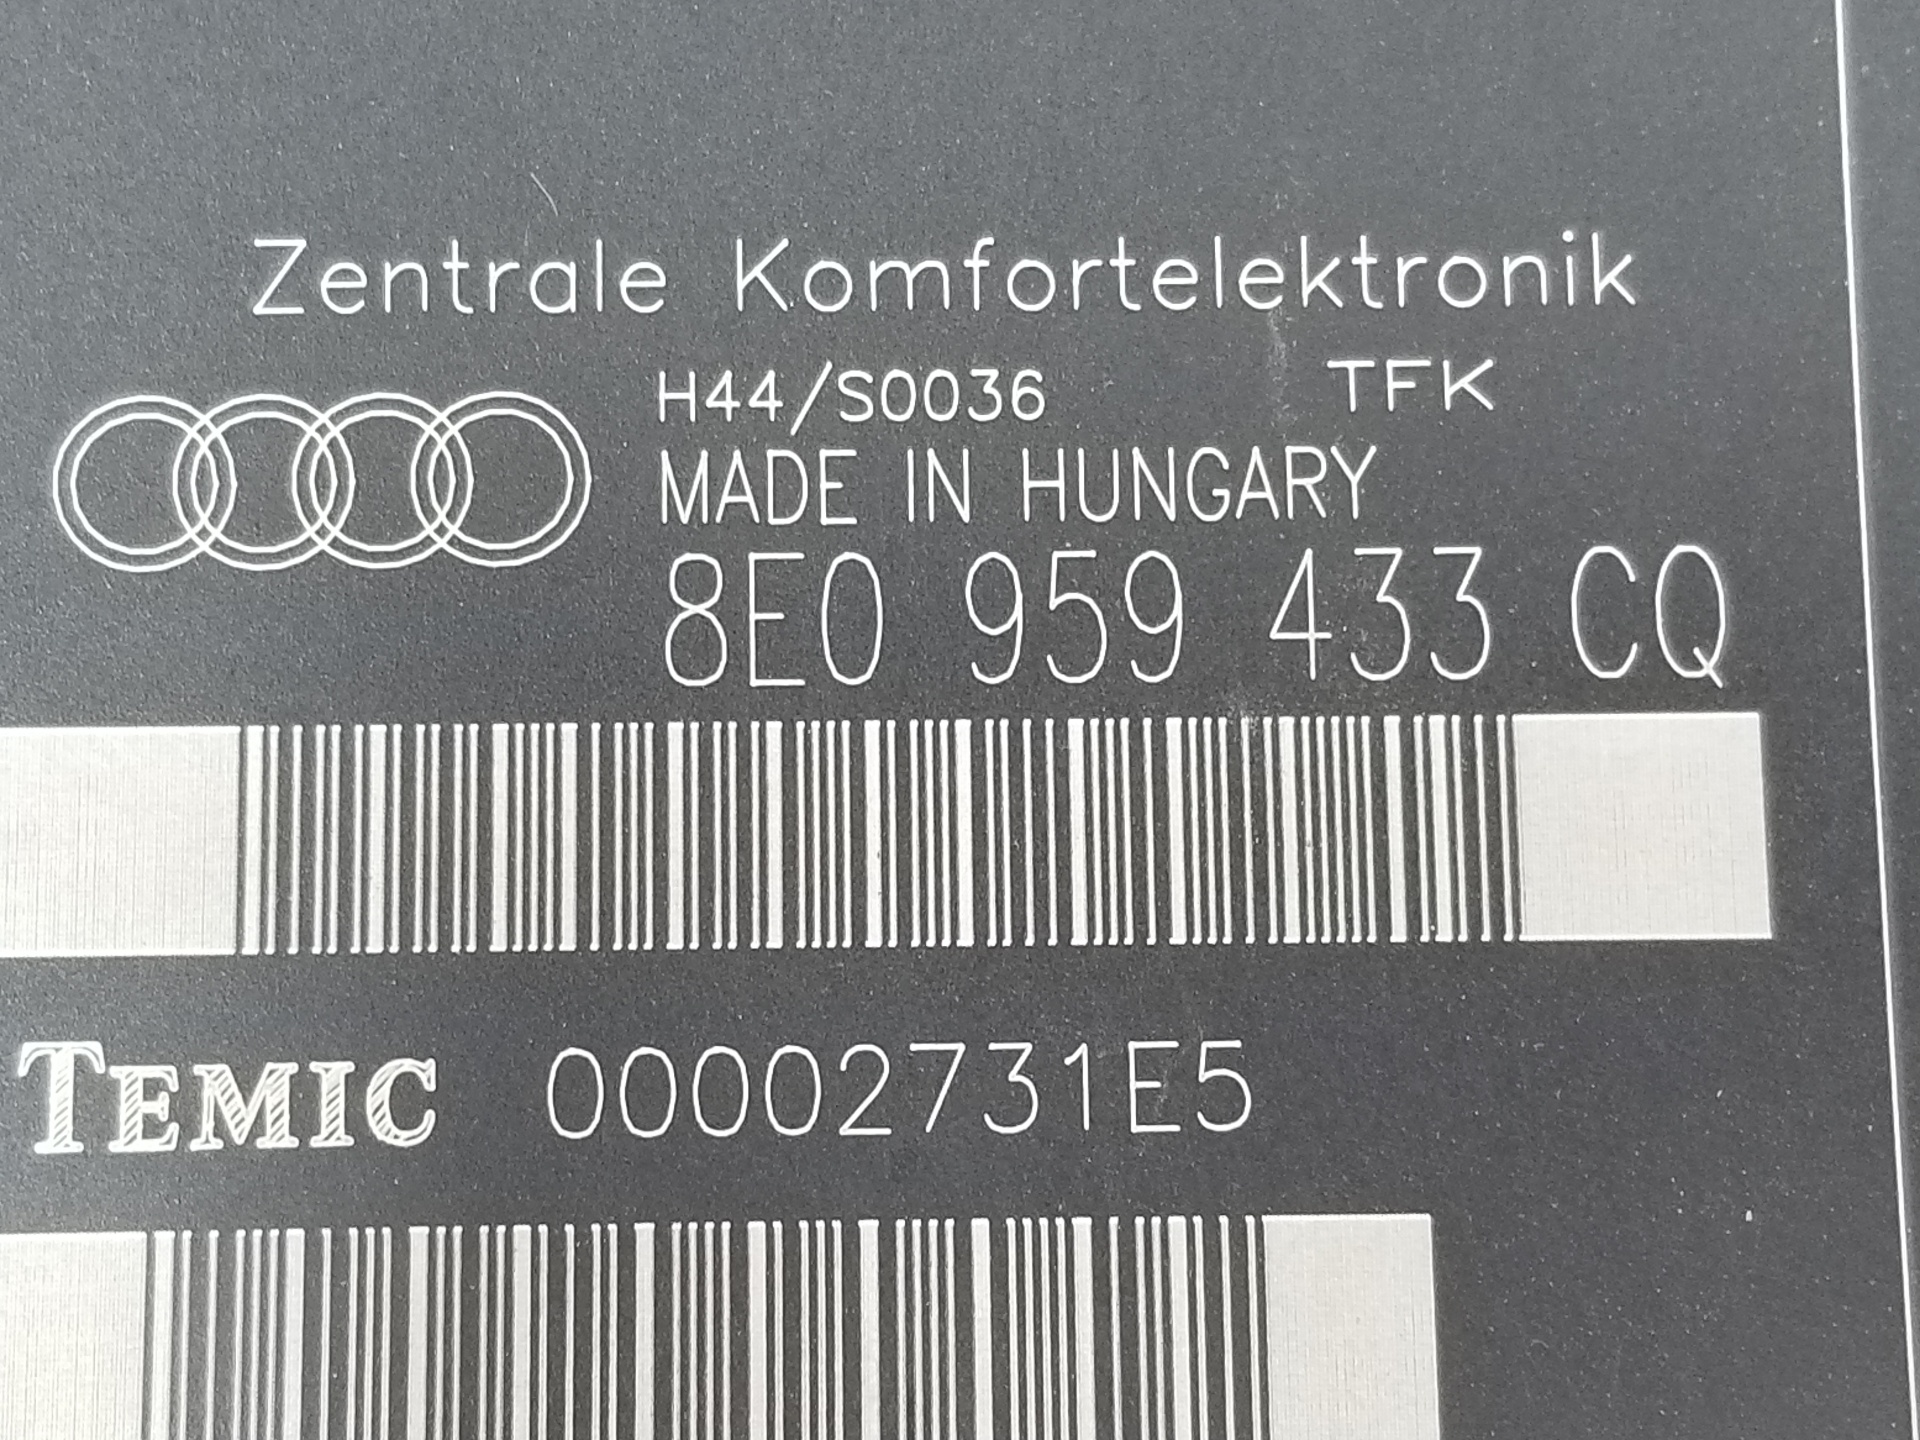 Zentrale Komfortelektronik
H44/S0036 TFK
MADE IN HUNGARY
8E0 959 433 CQ
TEMIC 00002731E5